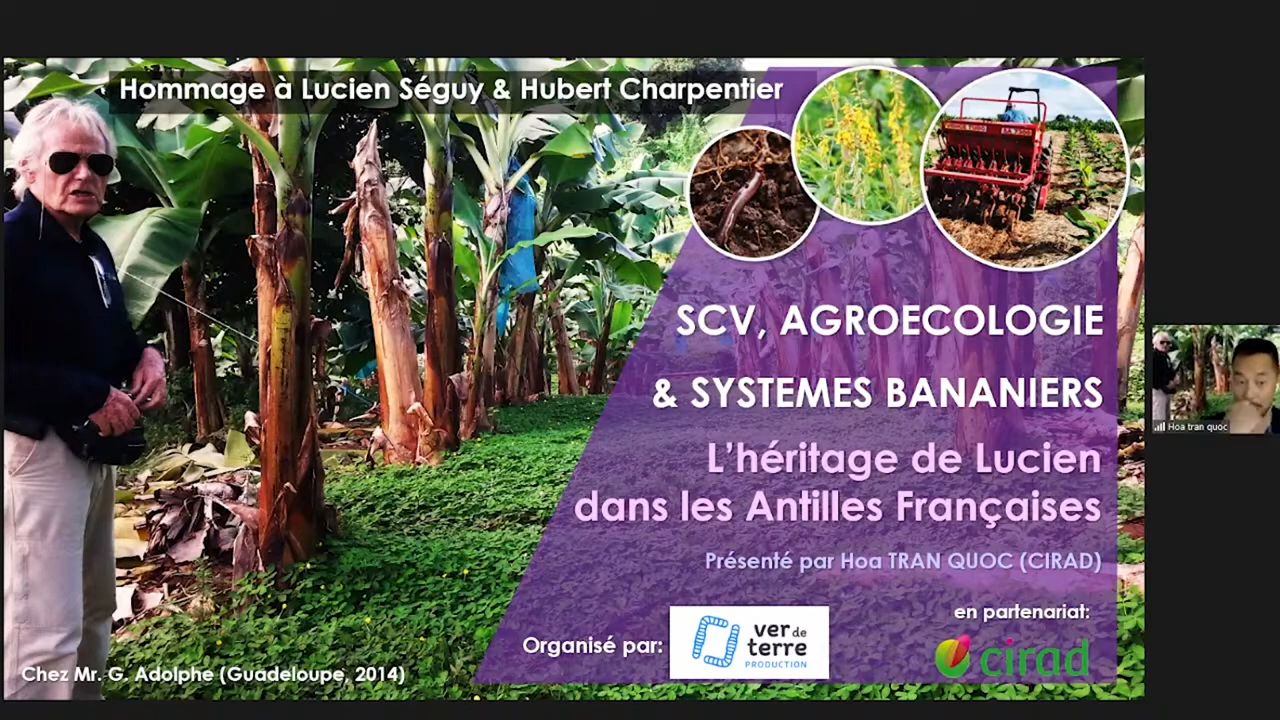 Hommage à Lucien Séguy & Hubert Charpentier
SCV, AGROECOLOGIE
& SYSTEMES BANANIERS
L'héritage de Lucien
dans les Antilles Françaises
Présenté par Hoa TRAN QUOC (CIRAD)
en partenariat:
Organisé par:
ver de
terre
PRODUCTION
cirad
Chez Mr. G. Adolphe (Guadeloupe, 2014)
Hoa tran quoc